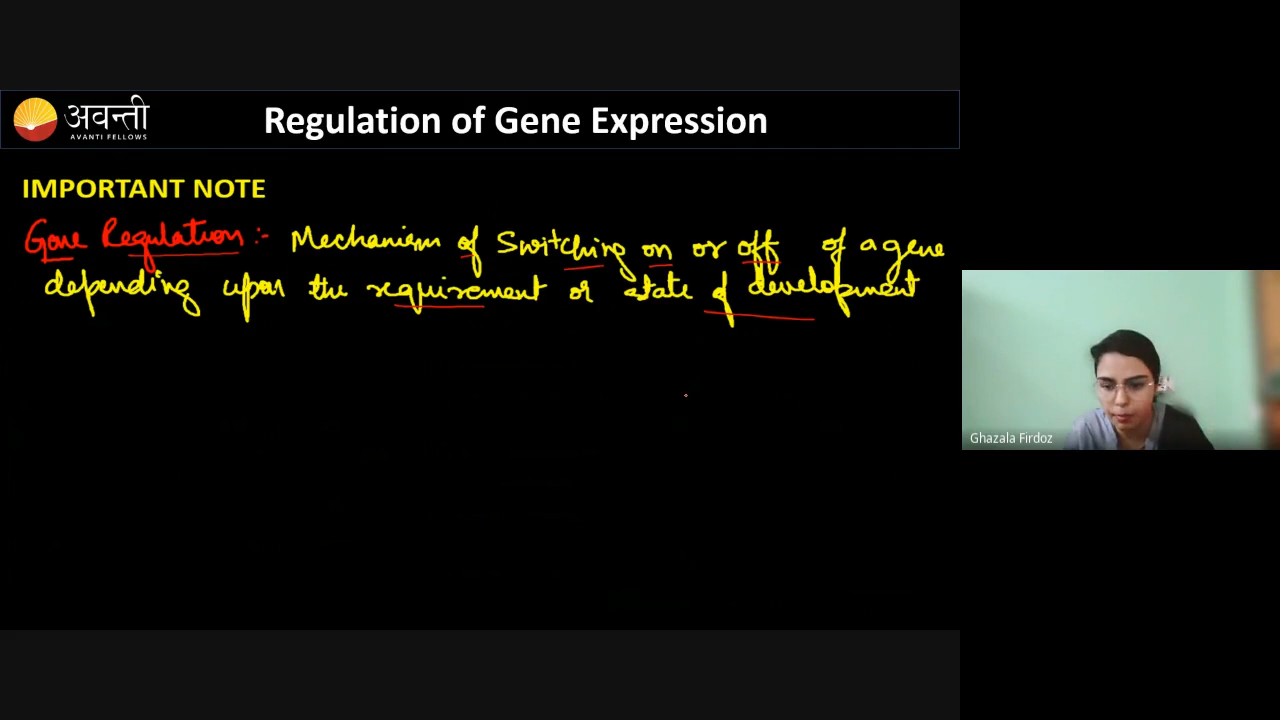 अवन्ती
AVANTI FELLOWS
Regulation of Gene Expression
IMPORTANT NOTE
Gene Regulation :- Mechanism of Switching on or off of a gene
depending upon the requirement or state of development
Ghazala Firdoz